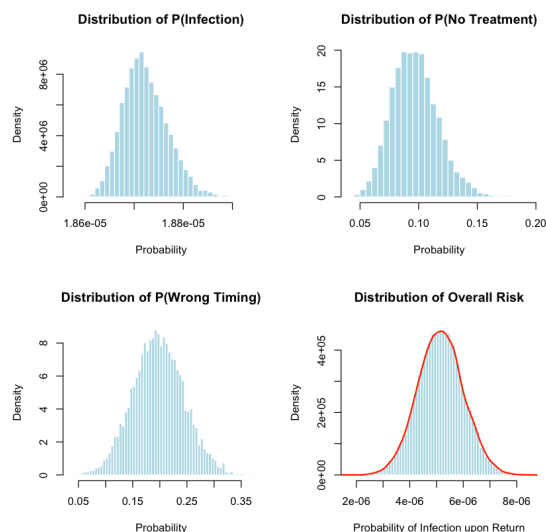 Distribution of P(Infection)
Density
0e+00 4e+06 8e+06
1.86e-05 1.88e-05
Probability
Distribution of P(No Treatment)
Density
0 5 10 15 20
0.05 0.10 0.15 0.20
Probability
Distribution of P(Wrong Timing)
Density
0 2 4 6 8
0.05 0.15 0.25 0.35
Probability
Distribution of Overall Risk
Density
0e+00 2e+05 4e+05
2e-06 4e-06 6e-06 8e-06
Probability of Infection upon Return